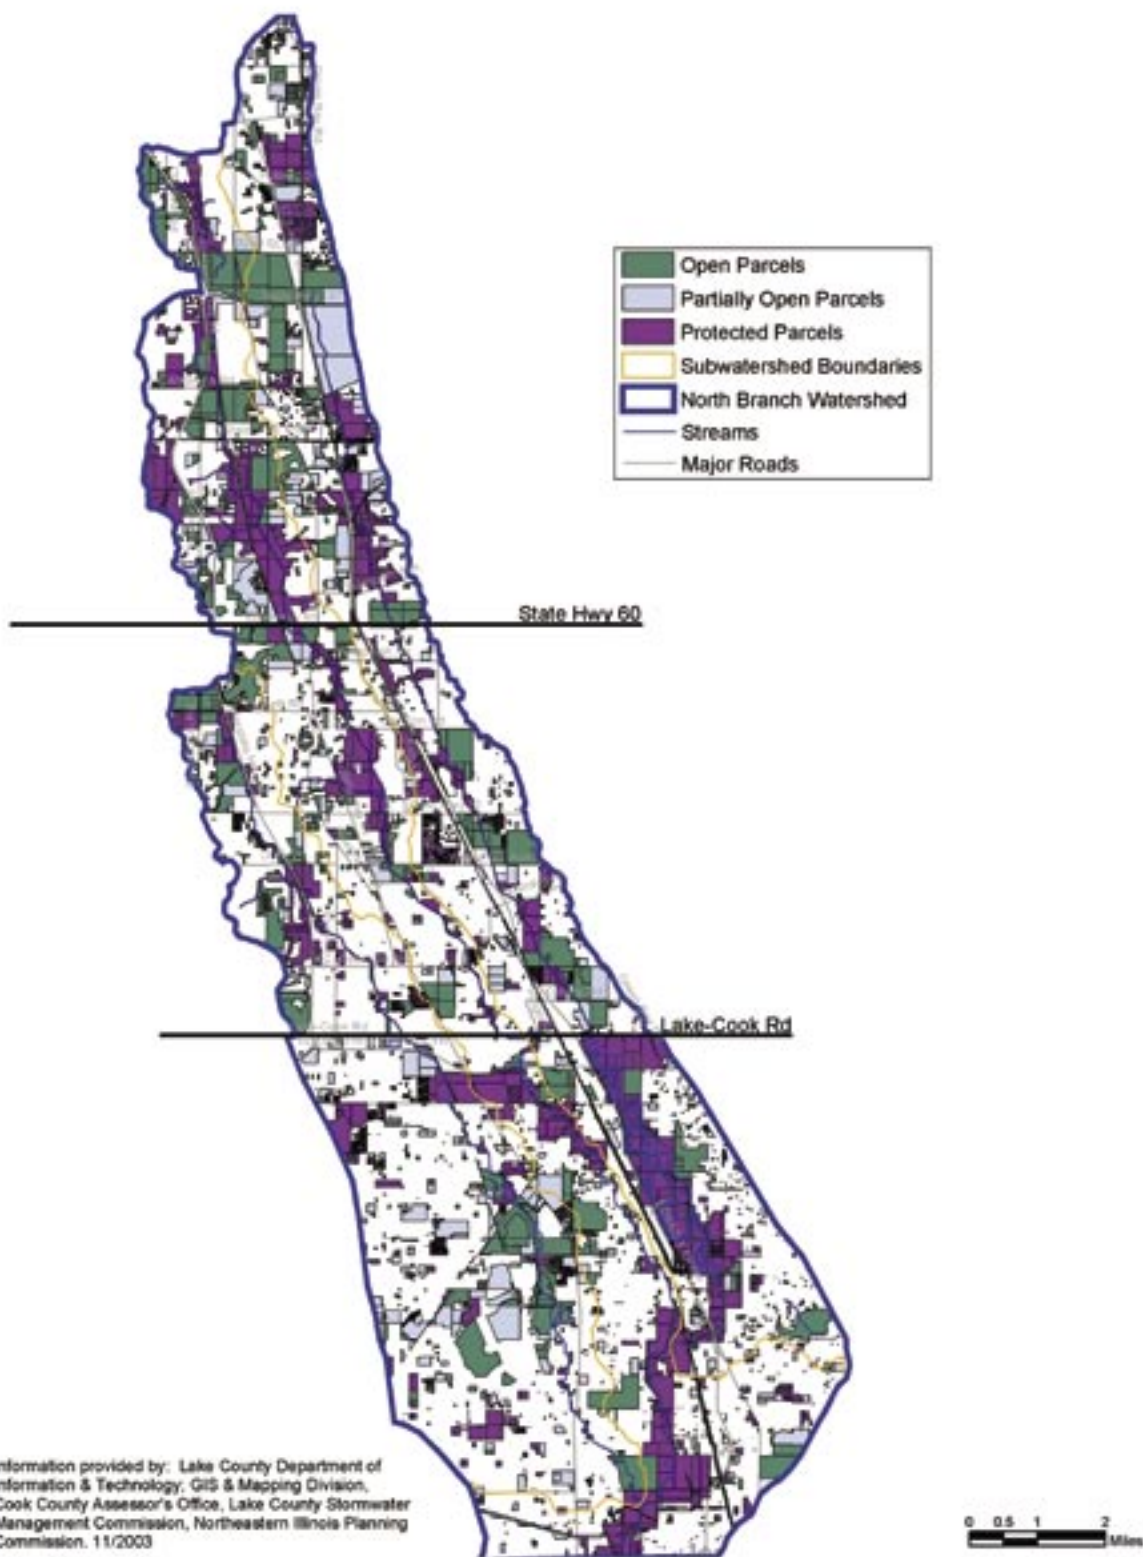 Open Parcels
Partially Open Parcels
Protected Parcels
Subwatershed Boundaries
North Branch Watershed
Streams
Major Roads
State Hwy 60
Lake-Cook Rd
nformation provided by: Lake County Department of
nformation & Technology, GIS & Mapping Division,
Cook County Assessor's Office, Lake County Stormwater
Management Commission, Northeastern Illinois Planning
Commission. 11/2003
0 0.5 1 2
Miles